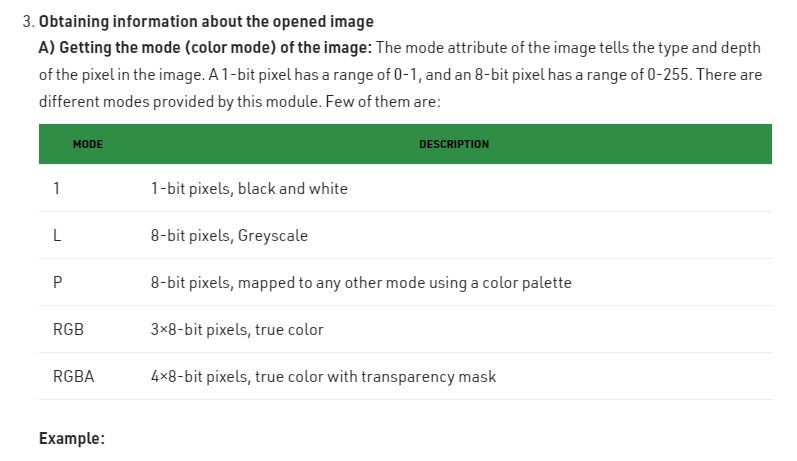 3. Obtaining information about the opened image
A) Getting the mode (color mode) of the image: The mode attribute of the image tells the type and depth
of the pixel in the image. A 1-bit pixel has a range of 0-1, and an 8-bit pixel has a range of 0-255. There are
different modes provided by this module. Few of them are:
MODE DESCRIPTION
1 1-bit pixels, black and white
L 8-bit pixels, Greyscale
P 8-bit pixels, mapped to any other mode using a color palette
RGB 3×8-bit pixels, true color
RGBA 4×8-bit pixels, true color with transparency mask
Example: